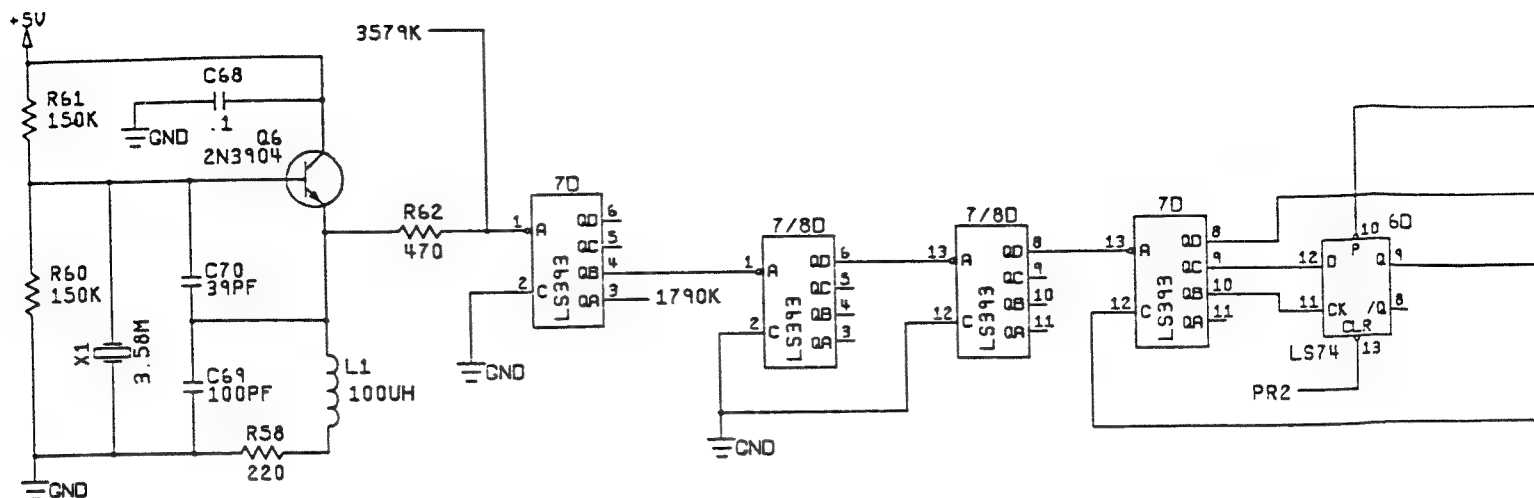 +5V
R61
150K
C68
.1
GND
Q6
2N3904
3579K
R62
470
R60
150K
C70
39PF
X1
3.58M
C69
100PF
L1
100UH
R58
220
GND
7D
1
A
QD
6
QC
5
QB
4
QA
3
2
C
LS393
1790K
GND
7/8D
1
A
QD
6
QC
5
QB
4
QA
3
2
C
LS393
GND
7/8D
13
A
QD
8
QC
9
QB
10
QA
11
12
C
LS393
7D
13
A
QD
8
QC
9
QB
10
QA
11
12
C
LS393
10
6D
P
12
D
Q
9
11
CK
/Q
8
CLR
LS74
13
PR2